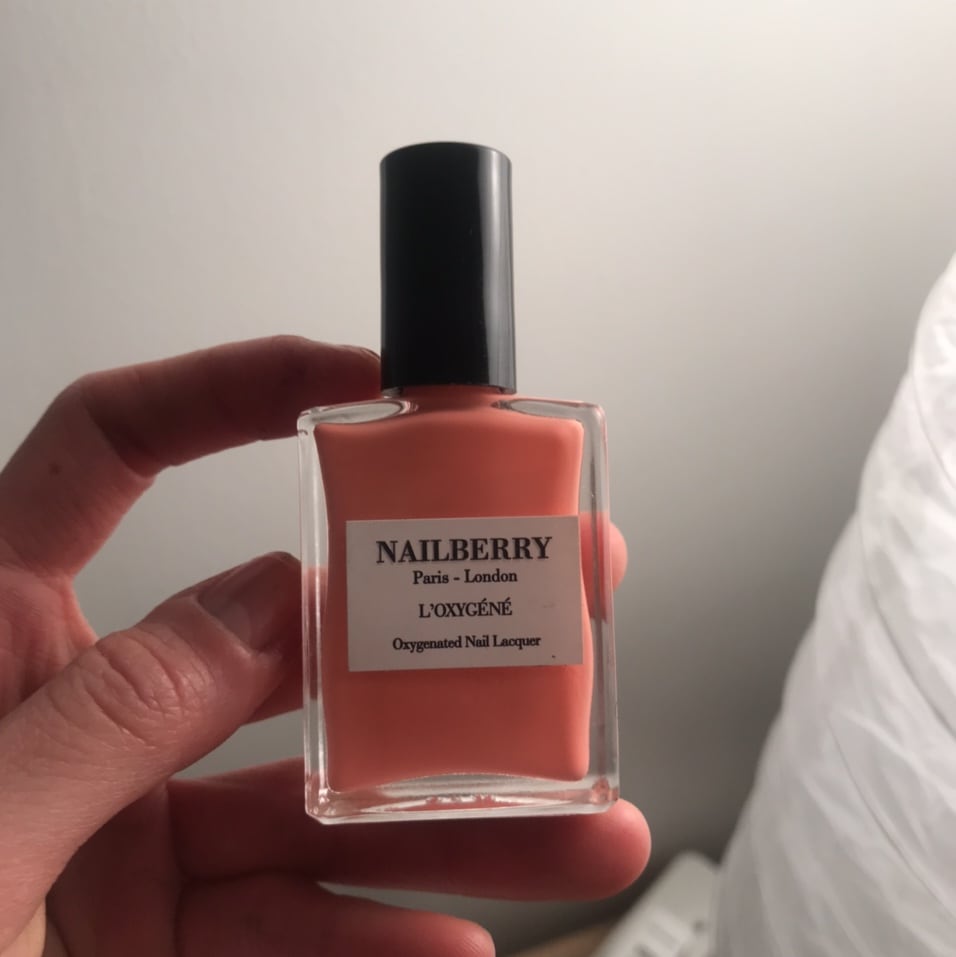 NAILBERRY
Paris - London
L'OXYGÉNÉ
Oxygenated Nail Lacquer